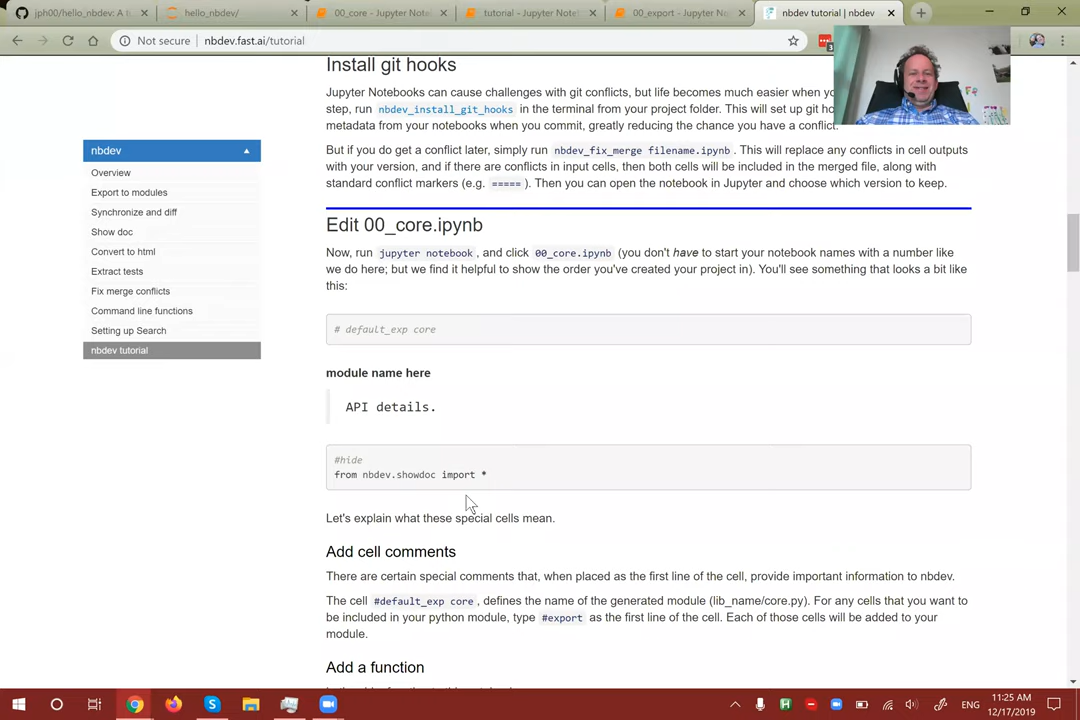 jph00/hello_nbdev: A t
hello_nbdev/
00_core - Jupyter Notebo
tutorial - Jupyter Noteb
00_export - Jupyter No
nbdev tutorial | nbdev
Not secure
nbdev.fast.ai/tutorial
3
Install git hooks
Jupyter Notebooks can cause challenges with git conflicts, but life becomes much easier when yo
step, run nbdev_install_git_hooks in the terminal from your project folder. This will set up git ho
metadata from your notebooks when you commit, greatly reducing the chance you have a conflict.
But if you do get a conflict later, simply run nbdev_fix_merge filename.ipynb . This will replace any conflicts in cell outputs
with your version, and if there are conflicts in input cells, then both cells will be included in the merged file, along with
standard conflict markers (e.g. ===== ). Then you can open the notebook in Jupyter and choose which version to keep.
nbdev
Overview
Export to modules
Synchronize and diff
Show doc
Convert to html
Extract tests
Fix merge conflicts
Command line functions
Setting up Search
nbdev tutorial
Edit 00_core.ipynb
Now, run jupyter notebook , and click 00_core.ipynb (you don't have to start your notebook names with a number like
we do here; but we find it helpful to show the order you've created your project in). You'll see something that looks a bit like
this:
# default_exp core
module name here
API details.
#hide
from nbdev.showdoc import *
Let's explain what these special cells mean.
Add cell comments
There are certain special comments that, when placed as the first line of the cell, provide important information to nbdev.
The cell #default_exp core , defines the name of the generated module (lib_name/core.py). For any cells that you want to
be included in your python module, type #export as the first line of the cell. Each of those cells will be added to your
module.
Add a function
ENG
11:25 AM
12/17/2019